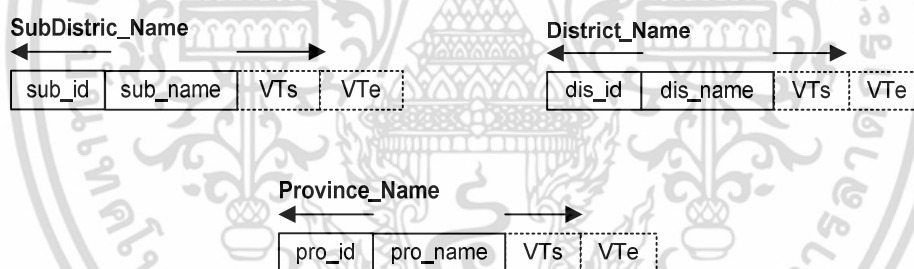 SubDistric_Name
District_Name
sub_id sub_name VTs VTe
dis_id dis_name VTs VTe
Province_Name
pro_id pro_name VTs VTe